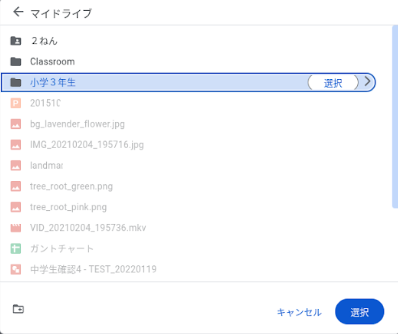 マイドライブ
２ねん
Classroom
小学３年生 選択
bg_lavender_flower.jpg
IMG_20210204_195716.jpg
tree_root_green.png
tree_root_pink.png
VID_20210204_195736.mkv
ガントチャート
中学生確認4 - TEST_20220119
キャンセル 選択